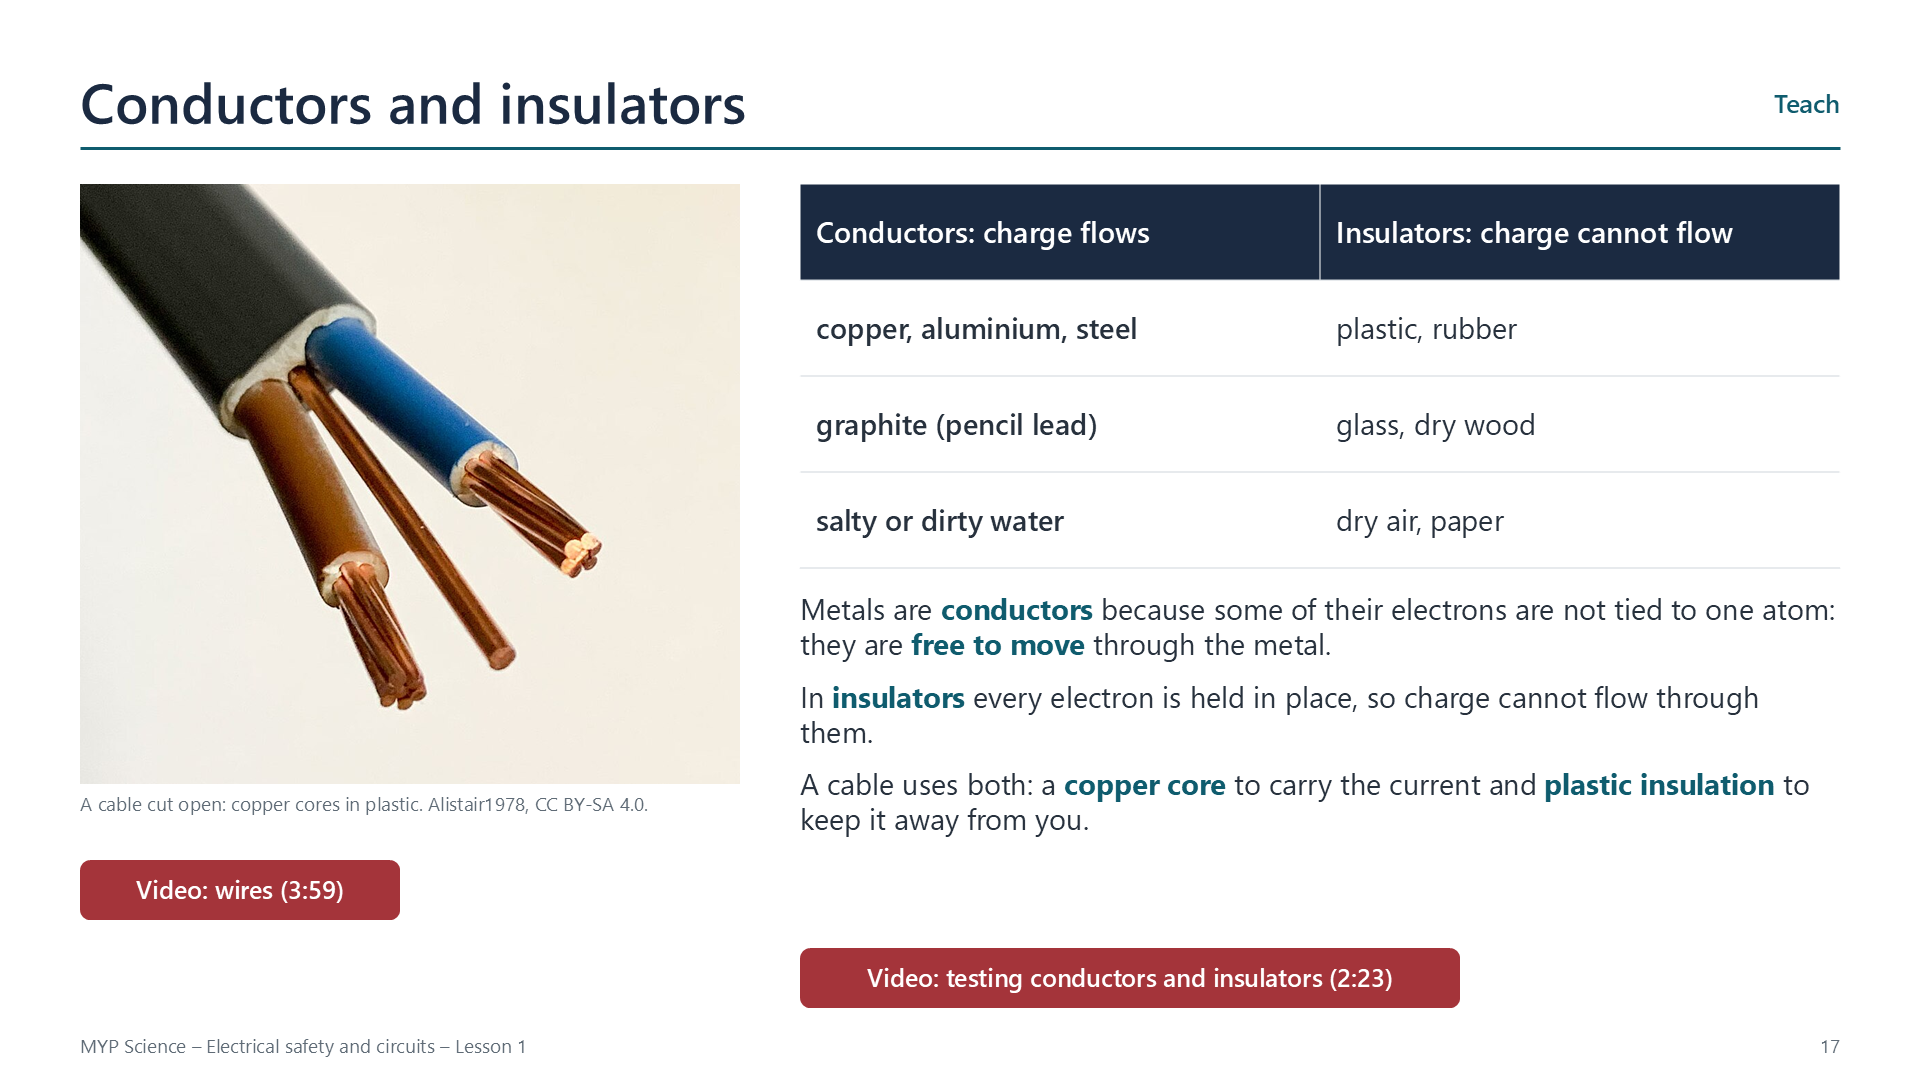 Conductors and insulators
Teach
A cable cut open: copper cores in plastic. Alistair1978, CC BY-SA 4.0.
Video: wires (3:59)
Conductors: charge flows
Insulators: charge cannot flow
copper, aluminium, steel
plastic, rubber
graphite (pencil lead)
glass, dry wood
salty or dirty water
dry air, paper
Metals are conductors because some of their electrons are not tied to one atom:
they are free to move through the metal.
In insulators every electron is held in place, so charge cannot flow through
them.
A cable uses both: a copper core to carry the current and plastic insulation to
keep it away from you.
Video: testing conductors and insulators (2:23)
MYP Science – Electrical safety and circuits – Lesson 1
17